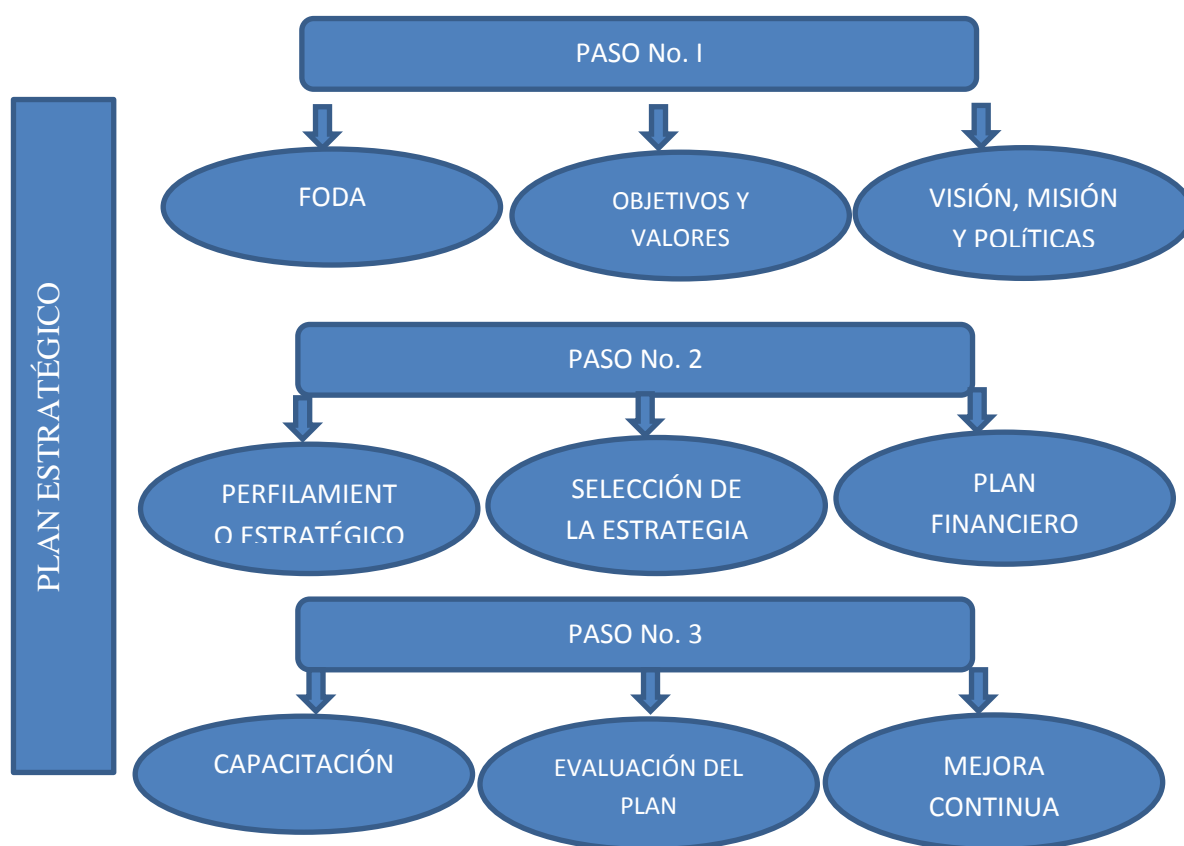 PLAN ESTRATÉGICO
PASO No. I
FODA
OBJETIVOS Y
VALORES
VISIÓN, MISIÓN
Y POLíTICAS
PASO No. 2
PERFILAMIENT
O ESTRATÉGICO
SELECCIÓN DE
LA ESTRATEGIA
PLAN
FINANCIERO
PASO No. 3
CAPACITACIÓN
EVALUACIÓN DEL
PLAN
MEJORA
CONTINUA